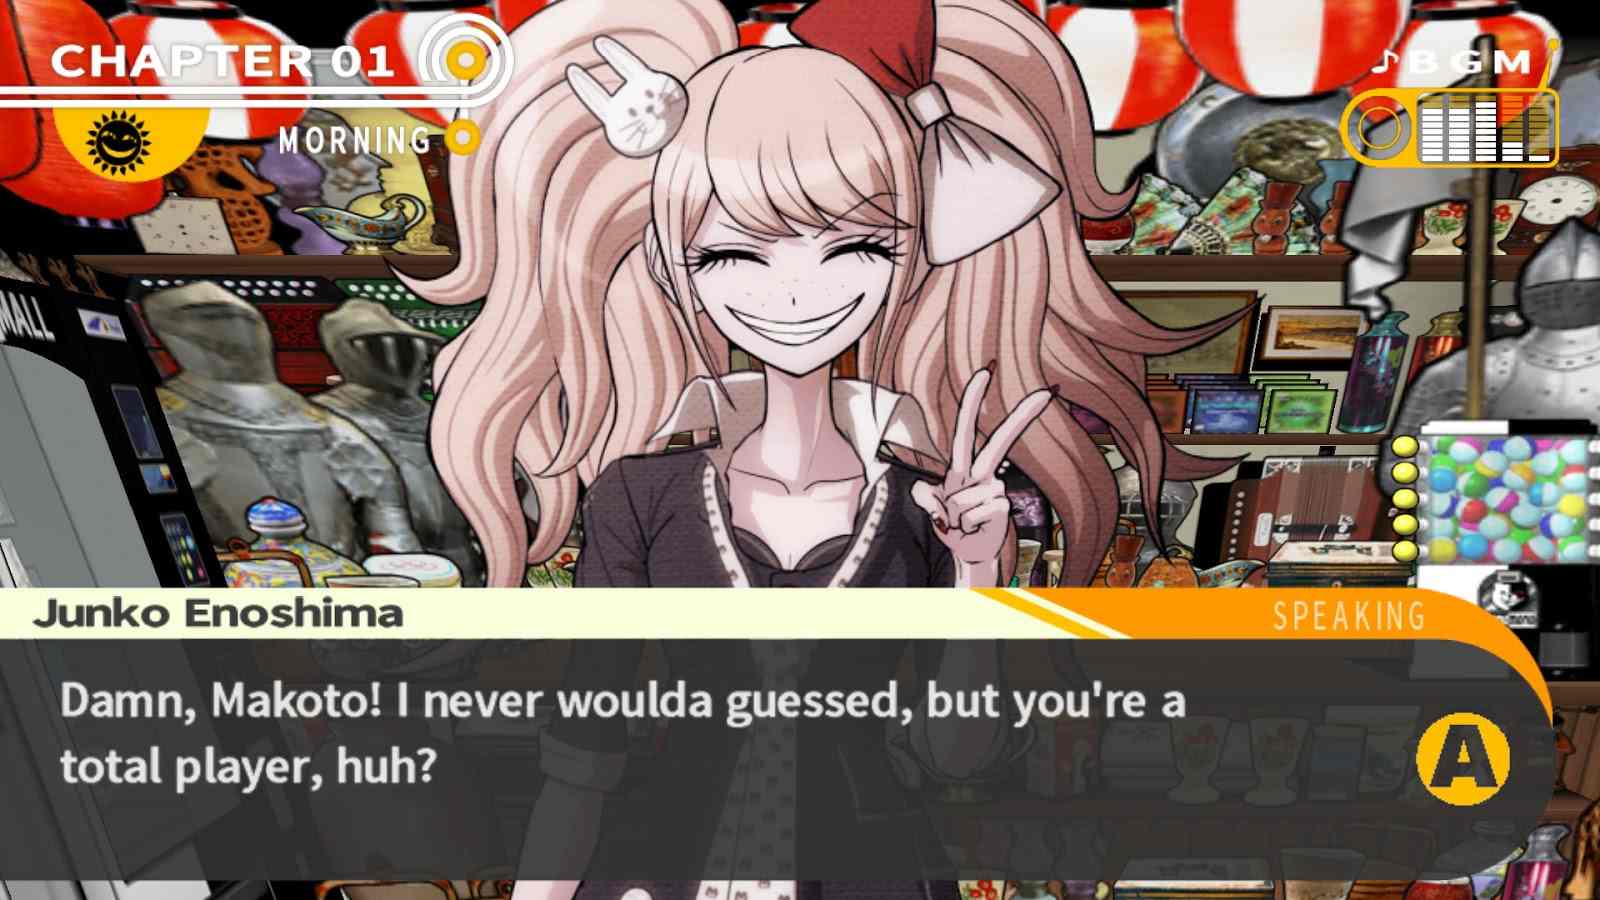 CHAPTER 01
BGM
MORNING
MALL
Junko Enoshima
SPEAKING
Damn, Makoto! I never woulda guessed, but you're a
total player, huh?
A